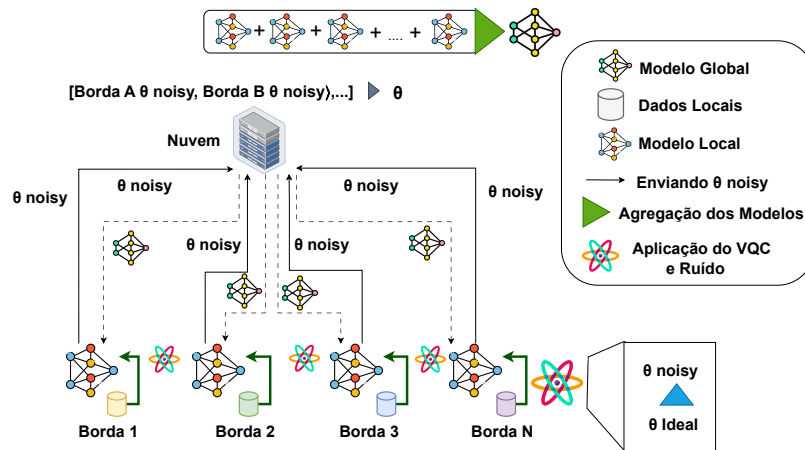 + + + + .... +
[Borda A θ noisy, Borda B θ noisy⟩,...] θ
Nuvem
θ noisy
θ noisy
θ noisy
θ noisy
θ noisy
θ noisy
Borda 1
Borda 2
Borda 3
Borda N
Modelo Global
Dados Locais
Modelo Local
Enviando θ noisy
Agregação dos Modelos
Aplicação do VQC
e Ruído
θ noisy
θ Ideal